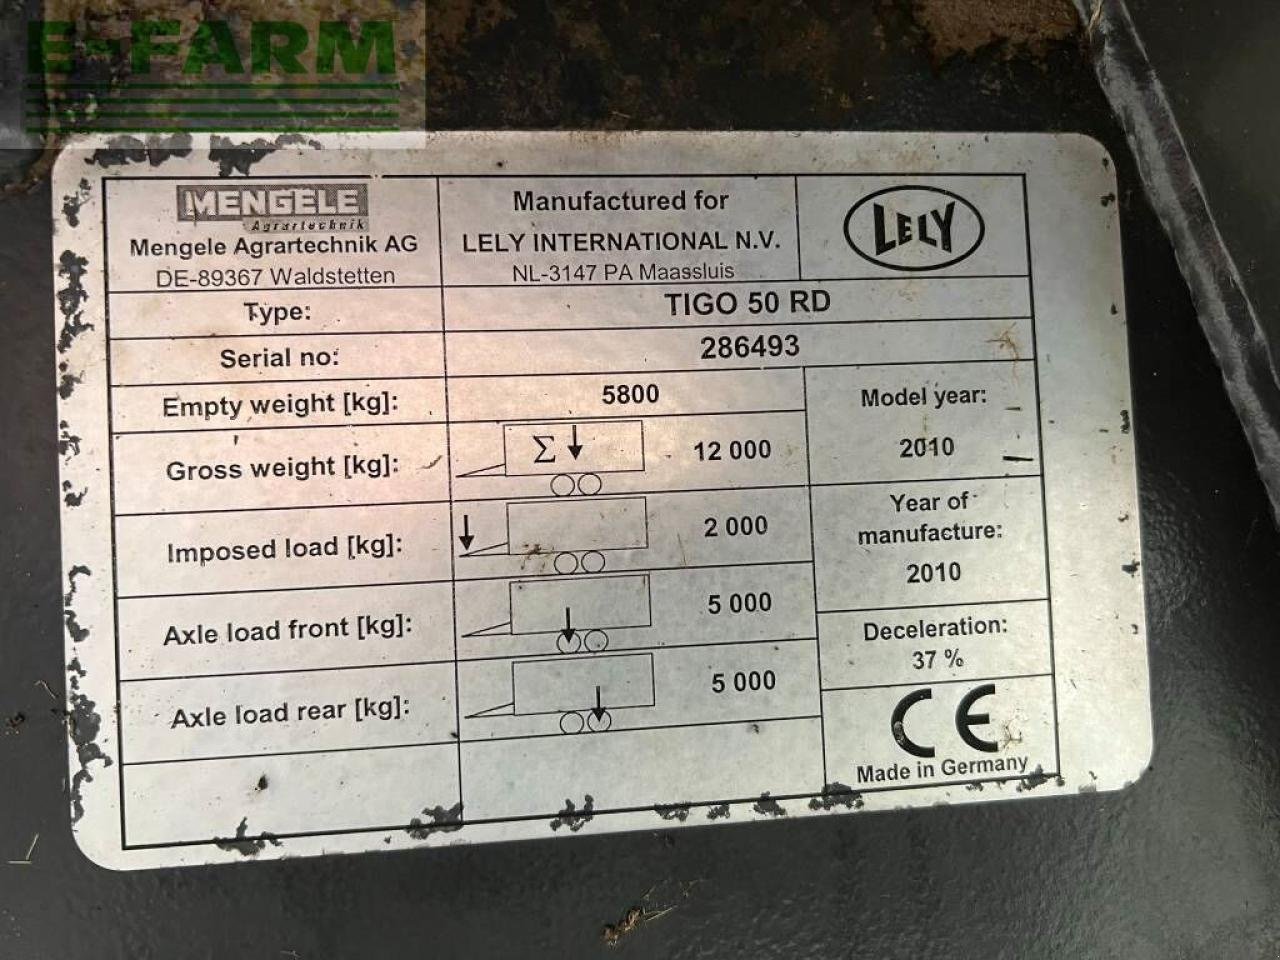 E-FARM
MENGELE
Agrartechnik
Mengele Agrartechnik AG
DE-89367 Waldstetten
Manufactured for
LELY INTERNATIONAL N.V.
NL-3147 PA Maassluis
LELY
Type:
TIGO 50 RD
Serial no:
286493
Empty weight [kg]:
5800
Gross weight [kg]:
Σ
12 000
Imposed load [kg]:
2 000
Axle load front [kg]:
5 000
Axle load rear [kg]:
5 000
Model year:
2010
Year of
manufacture:
2010
Deceleration:
37 %
CE
Made in Germany